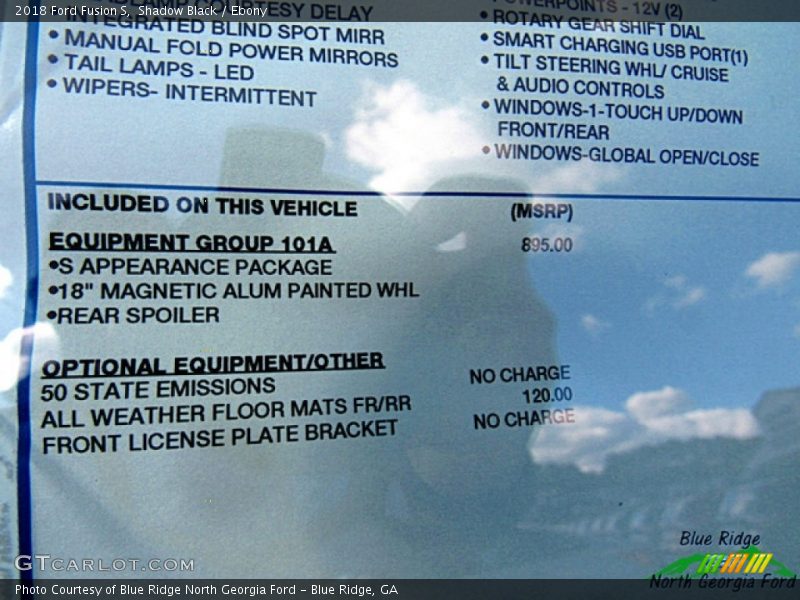 2018 Ford Fusion S, Shadow Black / Ebony
COURTESY DELAY
INTEGRATED BLIND SPOT MIRR
• MANUAL FOLD POWER MIRRORS
• TAIL LAMPS - LED
• WIPERS- INTERMITTENT
POWERPOINTS - 12V (2)
• ROTARY GEAR SHIFT DIAL
• SMART CHARGING USB PORT(1)
• TILT STEERING WHL/ CRUISE
& AUDIO CONTROLS
• WINDOWS-1-TOUCH UP/DOWN
FRONT/REAR
• WINDOWS-GLOBAL OPEN/CLOSE
INCLUDED ON THIS VEHICLE (MSRP)
EQUIPMENT GROUP 101A 895.00
•S APPEARANCE PACKAGE
•18" MAGNETIC ALUM PAINTED WHL
•REAR SPOILER
OPTIONAL EQUIPMENT/OTHER
50 STATE EMISSIONS NO CHARGE
ALL WEATHER FLOOR MATS FR/RR 120.00
FRONT LICENSE PLATE BRACKET NO CHARGE
GTCARLOT.COM
Blue Ridge
North Georgia Ford
Photo Courtesy of Blue Ridge North Georgia Ford – Blue Ridge, GA